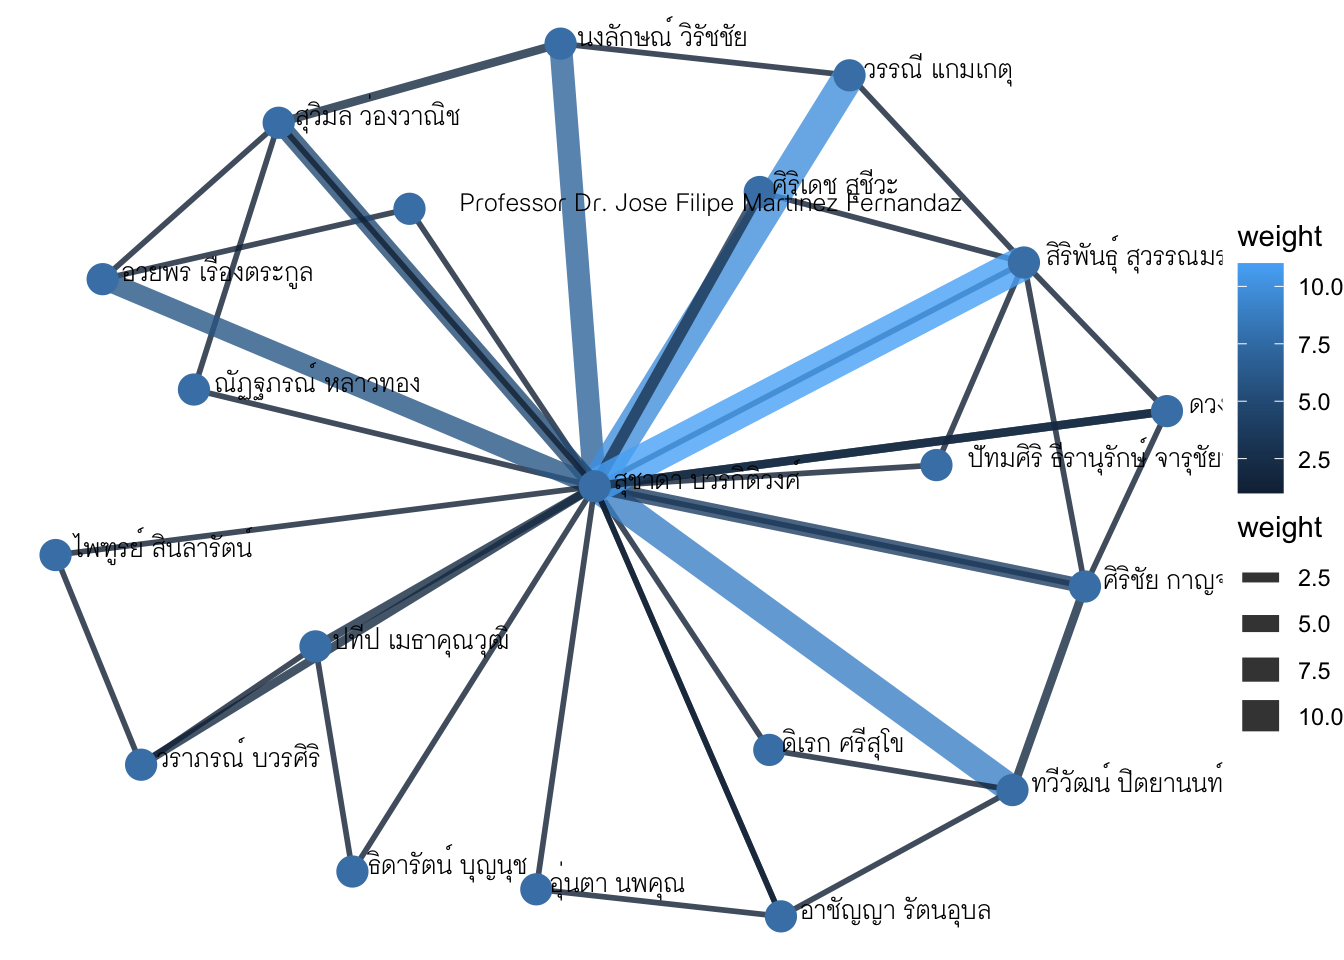 นงลักษณ์ วิรัชชัย
วรรณี แกมเกตุ
สุวิมล ว่องวาณิช
ศิริเดช สุชีวะ
Professor Dr. Jose Filipe Martinez Fernandaz
สิริพันธุ์ สุวรรณมร
อวยพร เรืองตระกูล
ณัฏฐภรณ์ หลาวทอง
ดวง
ปัทมศิริ ธีรานุรักษ์ จารุชัย
สุชาดา บวรกิติวงศ์
ไพฑูรย์ สินลารัตน์
ศิริชัย กาญจ
ปทีป เมธาคุณวุฒิ
วราภรณ์ บวรศิริ
ดิเรก ศรีสุโข
ทวีวัฒน์ ปิตยานนท์
ธิดารัตน์ บุญนุช
อุ่นตา นพคุณ
อาชัญญา รัตนอุบล
weight
10.0
7.5
5.0
2.5
weight
2.5
5.0
7.5
10.0